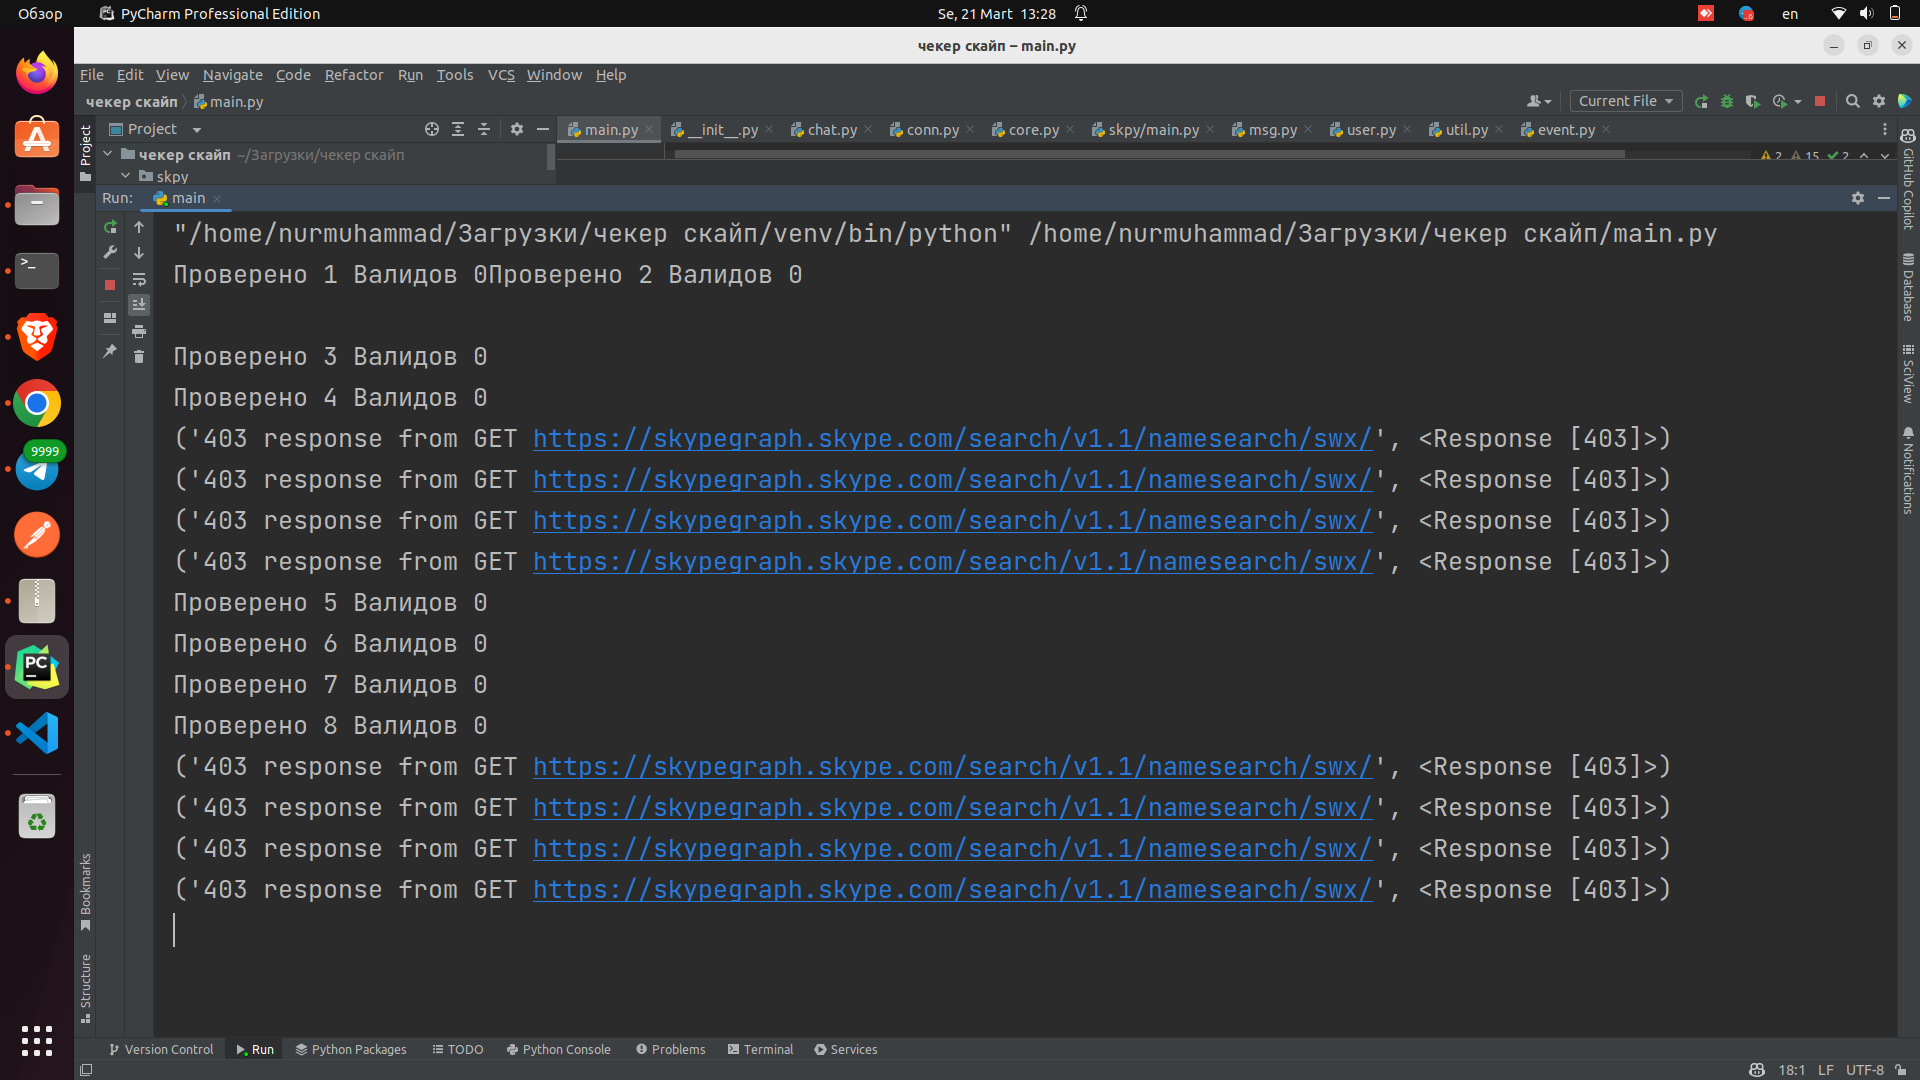 Обзор
PyCharm Professional Edition
Se, 21 Mart 13:28
en
чекер скайп – main.py
File Edit View Navigate Code Refactor Run Tools VCS Window Help
чекер скайп main.py
Current File
Project
main.py __init__.py chat.py conn.py core.py skpy/main.py msg.py user.py util.py event.py
чекер скайп ~/Загрузки/чекер скайп
2 15 2
skpy
Run: main
"/home/nurmuhammad/Загрузки/чекер скайп/venv/bin/python" /home/nurmuhammad/Загрузки/чекер скайп/main.py
Проверено 1 Валидов 0Проверено 2 Валидов 0
Проверено 3 Валидов 0
Проверено 4 Валидов 0
('403 response from GET https://skypegraph.skype.com/search/v1.1/namesearch/swx/', <Response [403]>)
('403 response from GET https://skypegraph.skype.com/search/v1.1/namesearch/swx/', <Response [403]>)
('403 response from GET https://skypegraph.skype.com/search/v1.1/namesearch/swx/', <Response [403]>)
('403 response from GET https://skypegraph.skype.com/search/v1.1/namesearch/swx/', <Response [403]>)
Проверено 5 Валидов 0
Проверено 6 Валидов 0
Проверено 7 Валидов 0
Проверено 8 Валидов 0
('403 response from GET https://skypegraph.skype.com/search/v1.1/namesearch/swx/', <Response [403]>)
('403 response from GET https://skypegraph.skype.com/search/v1.1/namesearch/swx/', <Response [403]>)
('403 response from GET https://skypegraph.skype.com/search/v1.1/namesearch/swx/', <Response [403]>)
('403 response from GET https://skypegraph.skype.com/search/v1.1/namesearch/swx/', <Response [403]>)
Project
Bookmarks
Structure
GitHub Copilot
Database
SciView
Notifications
9999
PC
Version Control Run Python Packages TODO Python Console Problems Terminal Services
18:1 LF UTF-8